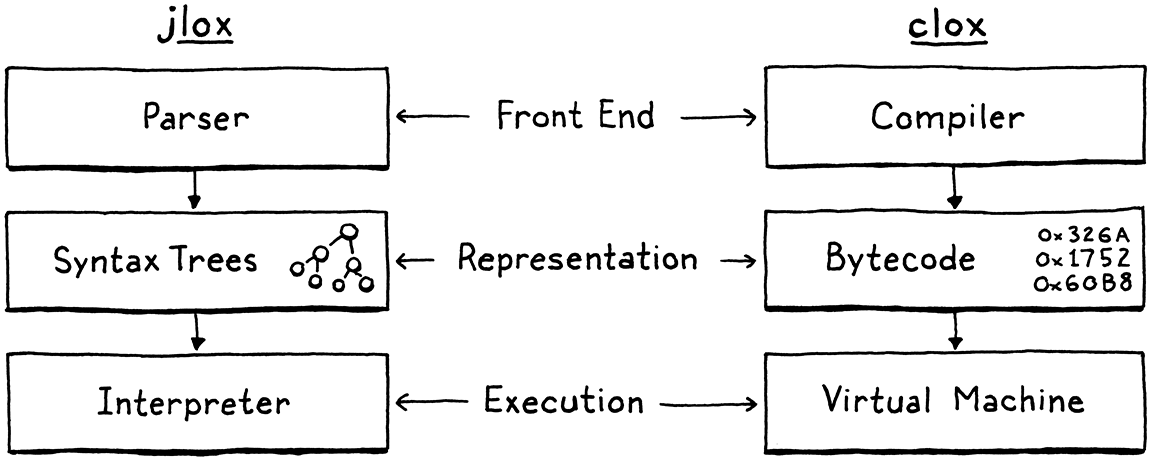 jlox
clox
Parser
Front End
Compiler
Syntax Trees
Representation
Bytecode
0x326A
0x1752
0x60B8
Interpreter
Execution
Virtual Machine